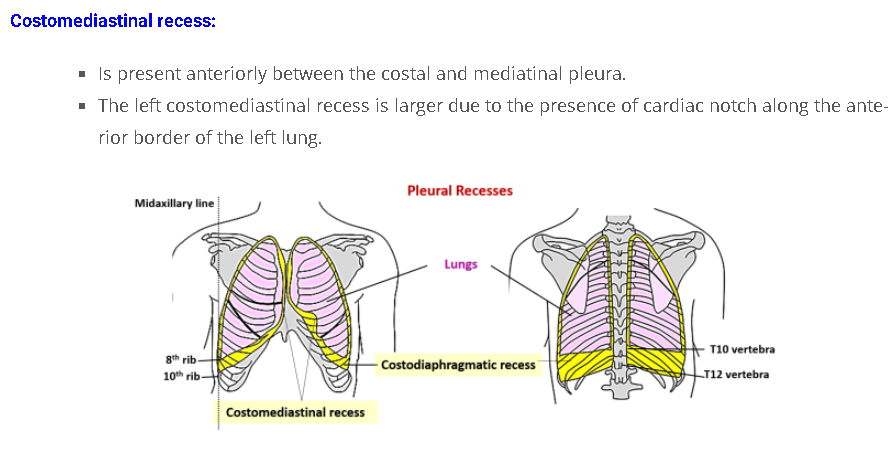 Costomediastinal recess:
▪ Is present anteriorly between the costal and mediatinal pleura.
▪ The left costomediastinal recess is larger due to the presence of cardiac notch along the ante-
rior border of the left lung.
Pleural Recesses
Midaxillary line
Lungs
8th rib
10th rib
T10 vertebra
Costodiaphragmatic recess
T12 vertebra
Costomediastinal recess